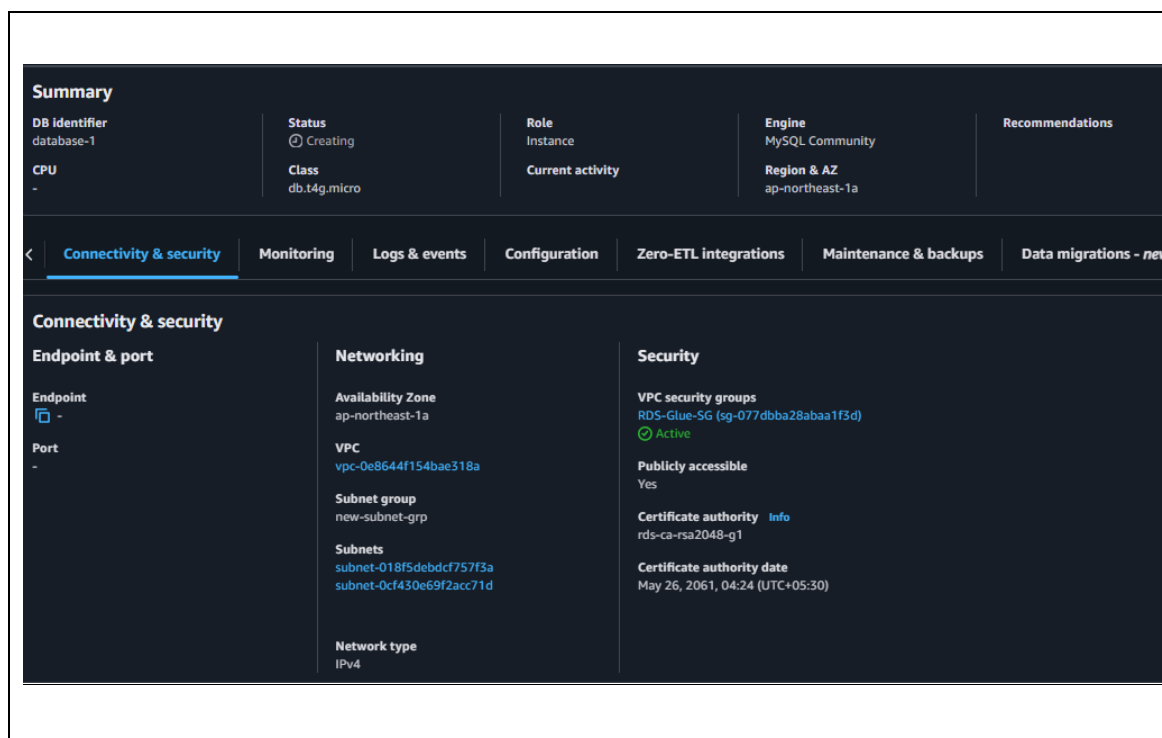 Summary
DB identifier
database-1
Status
Creating
Role
Instance
Engine
MySQL Community
Recommendations
CPU
-
Class
db.t4g.micro
Current activity
Region & AZ
ap-northeast-1a
Connectivity & security
Monitoring
Logs & events
Configuration
Zero-ETL integrations
Maintenance & backups
Data migrations - new
Connectivity & security
Endpoint & port
Endpoint
-
Port
-
Networking
Availability Zone
ap-northeast-1a
VPC
vpc-0e8644f154bae318a
Subnet group
new-subnet-grp
Subnets
subnet-018f5debdcf757f3a
subnet-0cf430e69f2acc71d
Network type
IPv4
Security
VPC security groups
RDS-Glue-SG (sg-077dbba28abaa1f3d)
Active
Publicly accessible
Yes
Certificate authority Info
rds-ca-rsa2048-g1
Certificate authority date
May 26, 2061, 04:24 (UTC+05:30)